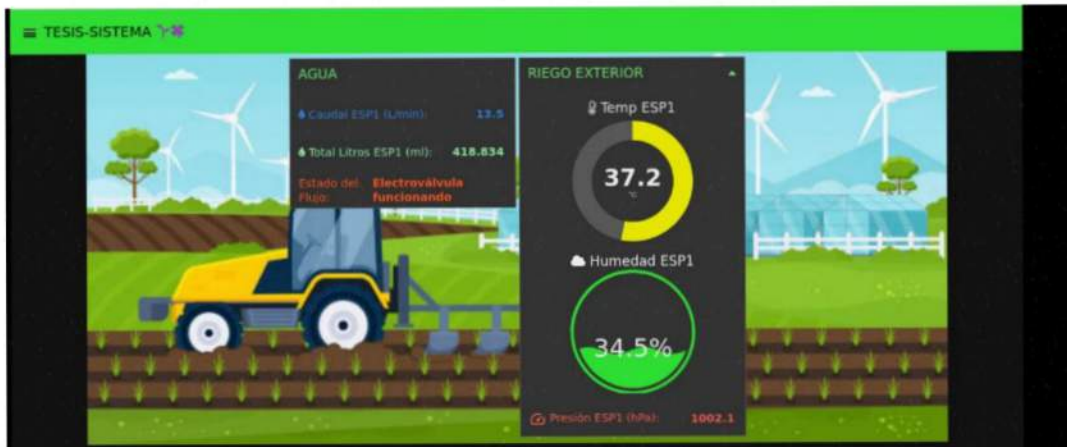 TESIS-SISTEMA
AGUA
Caudal ESP1 (L/min): 13.5
Total Litros ESP1 (ml): 418.834
Estado del Flujo: Electroválvula funcionando
RIEGO EXTERIOR
Temp ESP1
37.2
°C
Humedad ESP1
34.5%
Presión ESP1 (hPa): 1002.1